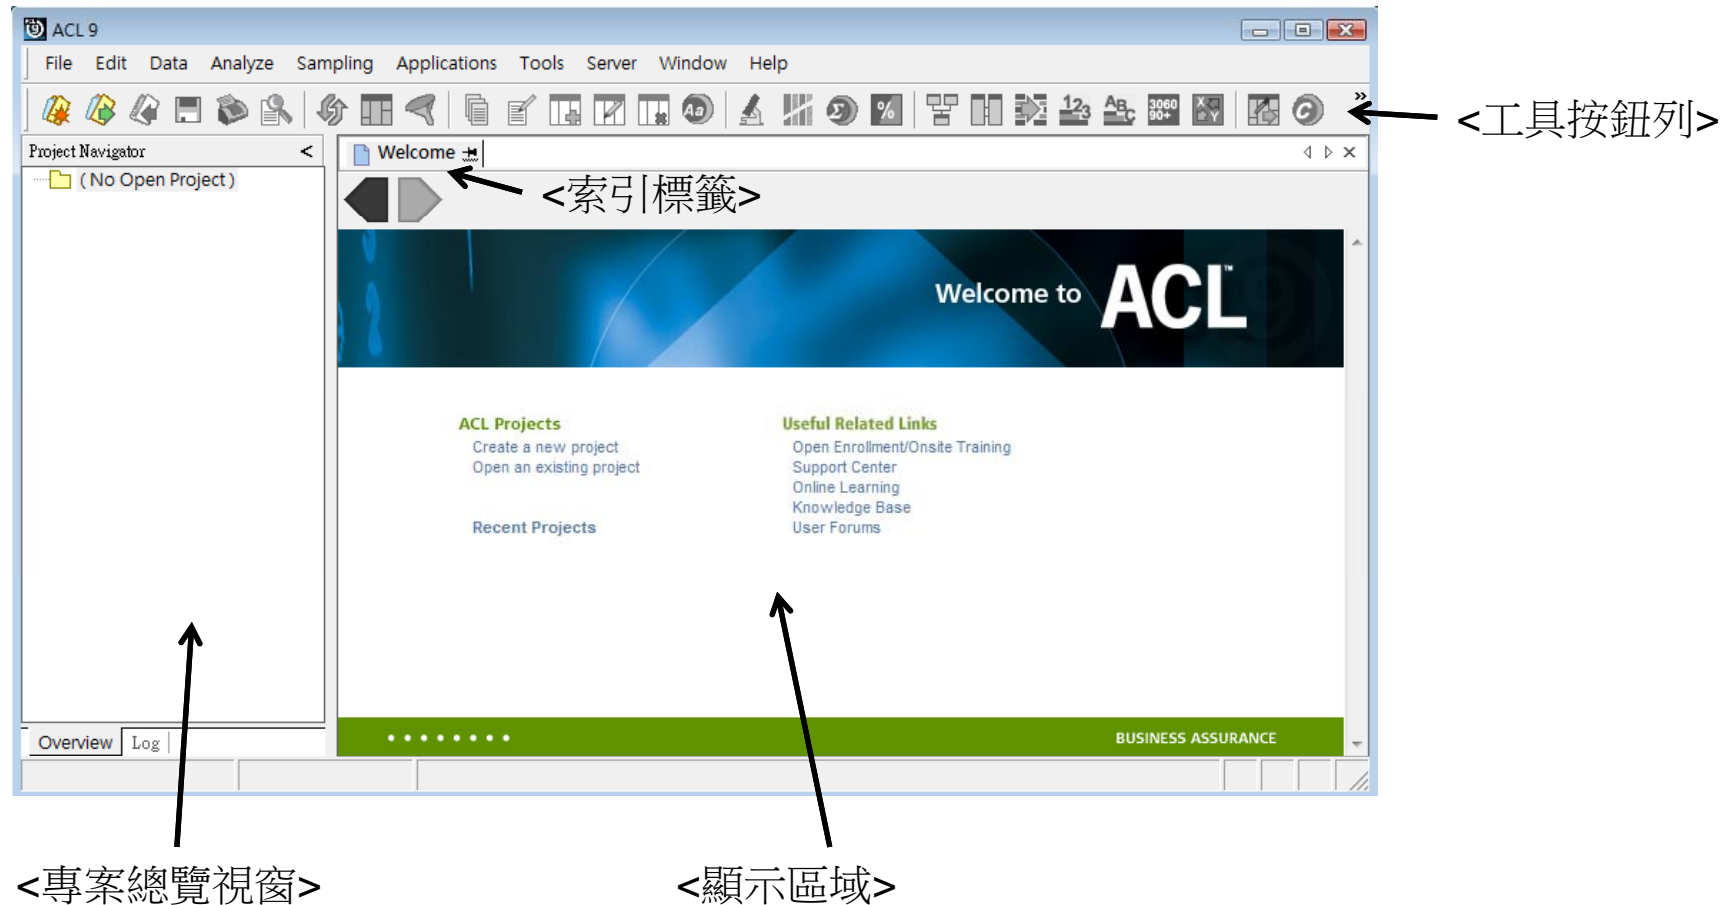 ACL 9
File Edit Data Analyze Sampling Applications Tools Server Window Help
<工具按鈕列>
Project Navigator <
Welcome
( No Open Project )
<索引標籤>
Welcome to ACL™
ACL Projects
Create a new project
Open an existing project
Recent Projects
Useful Related Links
Open Enrollment/Onsite Training
Support Center
Online Learning
Knowledge Base
User Forums
BUSINESS ASSURANCE
Overview Log
<專案總覽視窗>
<顯示區域>